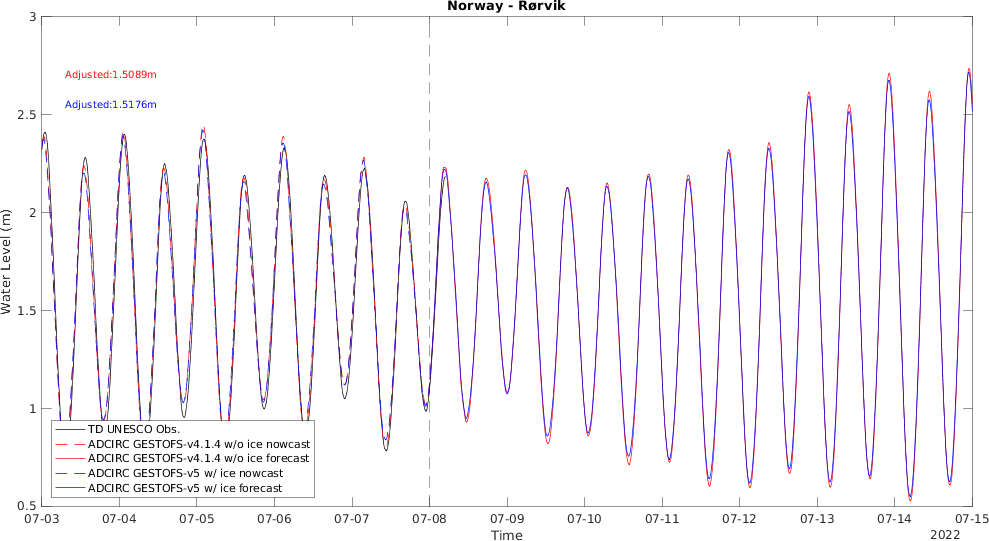 Norway - Rørvik
3
2.5
2
1.5
1
0.5
Water Level (m)
Adjusted:1.5089m
Adjusted:1.5176m
TD UNESCO Obs.
ADCIRC GESTOFS-v4.1.4 w/o ice nowcast
ADCIRC GESTOFS-v4.1.4 w/o ice forecast
ADCIRC GESTOFS-v5 w/ ice nowcast
ADCIRC GESTOFS-v5 w/ ice forecast
07-03 07-04 07-05 07-06 07-07 07-08 07-09 07-10 07-11 07-12 07-13 07-14 07-15
Time
2022